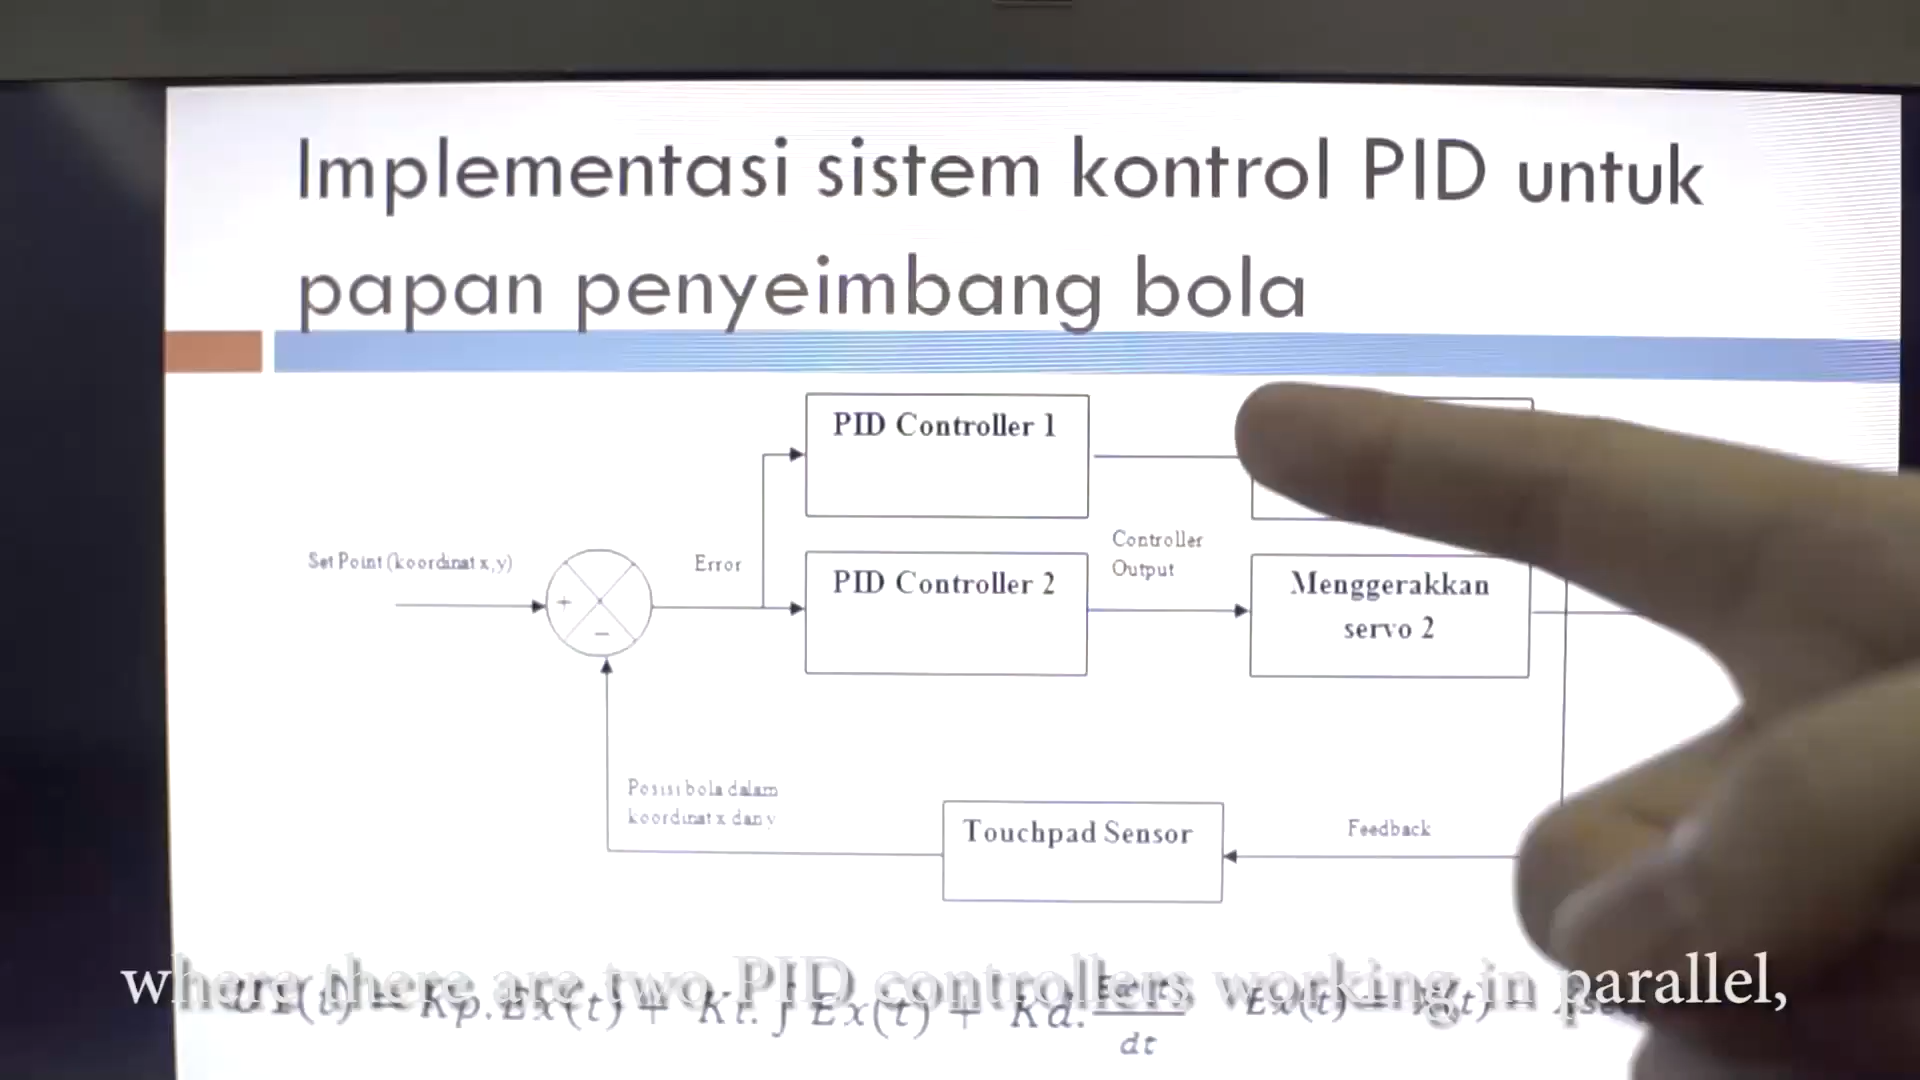 Implementasi sistem kontrol PID untuk
papan penyeimbang bola
PID Controller 1
Set Point (koordinat x,y)
Error
+
−
PID Controller 2
Controller
Output
Menggerakkan
servo 2
Posisi bola dalam
koordinat x dan y
Touchpad Sensor
Feedback
where there are two PID controllers working in parallel,
dt